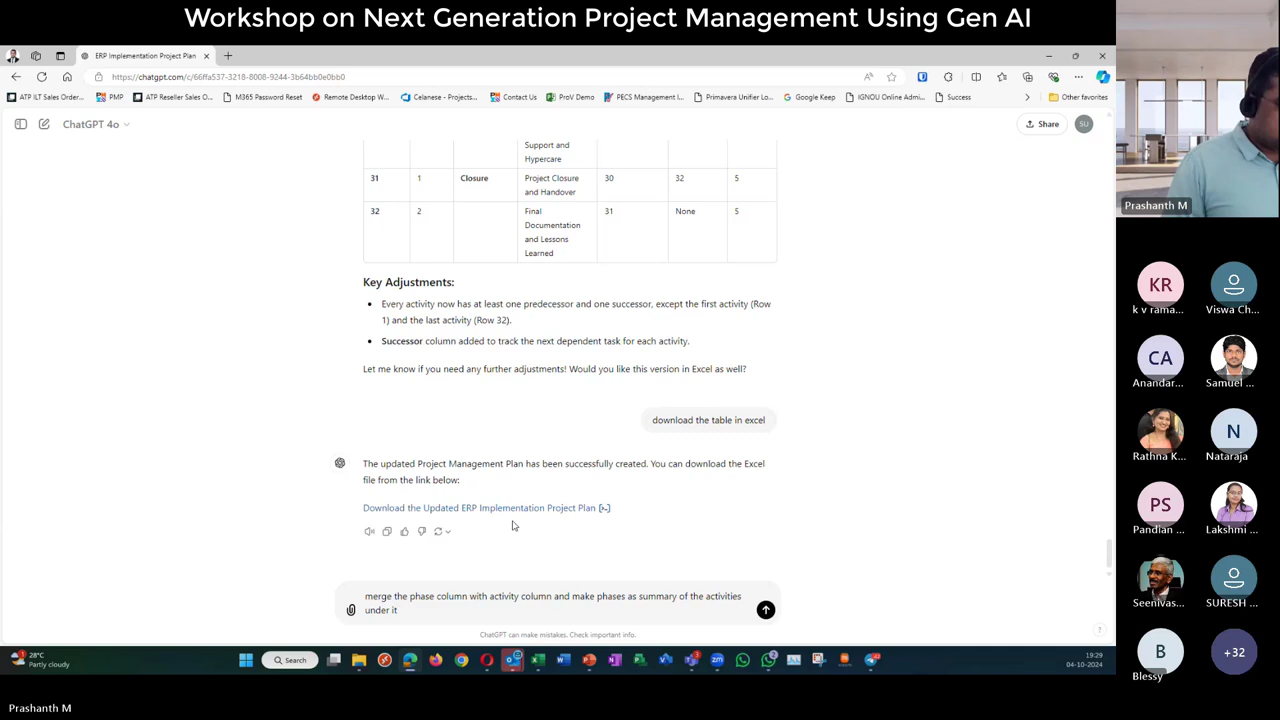 Workshop on Next Generation Project Management Using Gen AI
ERP Implementation Project Plan
https://chatgpt.com/c/66ffa537-3218-8008-9244-3b64bb0e0bb0
ATP ILT Sales Order...
PMP
ATP Reseller Sales O...
M365 Password Reset
Remote Desktop W...
Celanese - Projects...
Contact Us
ProV Demo
PECS Management I...
Primavera Unifier Lo...
Google Keep
IGNOU Online Admi...
Success
Other favorites
ChatGPT 4o
Share
SU
Support and
Hypercare
31 1 Closure Project Closure 30 32 5
and Handover
32 2 Final 31 None 5
Documentation
and Lessons
Learned
Key Adjustments:
Every activity now has at least one predecessor and one successor, except the first activity (Row
1) and the last activity (Row 32).
Successor column added to track the next dependent task for each activity.
Let me know if you need any further adjustments! Would you like this version in Excel as well?
download the table in excel
The updated Project Management Plan has been successfully created. You can download the Excel
file from the link below:
Download the Updated ERP Implementation Project Plan [>-]
merge the phase column with activity column and make phases as summary of the activities
under it
ChatGPT can make mistakes. Check important info.
28°C
Partly cloudy
Search
19:29
04-10-2024
Prashanth M
Prashanth M
KR
k v rama...
Viswa Ch...
CA
Anandar...
Samuel ...
Rathna K...
N
Nataraja
PS
Pandian ...
Lakshmi ...
Seenivas...
SURESH ...
B
Blessy
+32